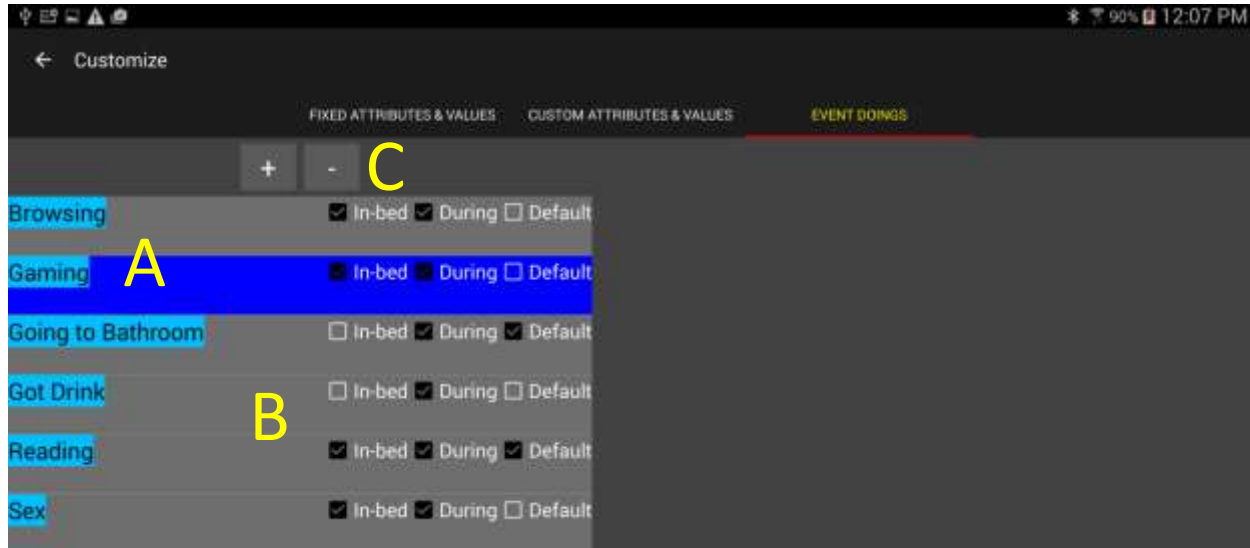 90% 12:07 PM
Customize
FIXED ATTRIBUTES & VALUES CUSTOM ATTRIBUTES & VALUES EVENT DOINGS
+ - C
Browsing In-bed During Default
A
Gaming In-bed During Default
Going to Bathroom In-bed During Default
Got Drink In-bed During Default
B
Reading In-bed During Default
Sex In-bed During Default